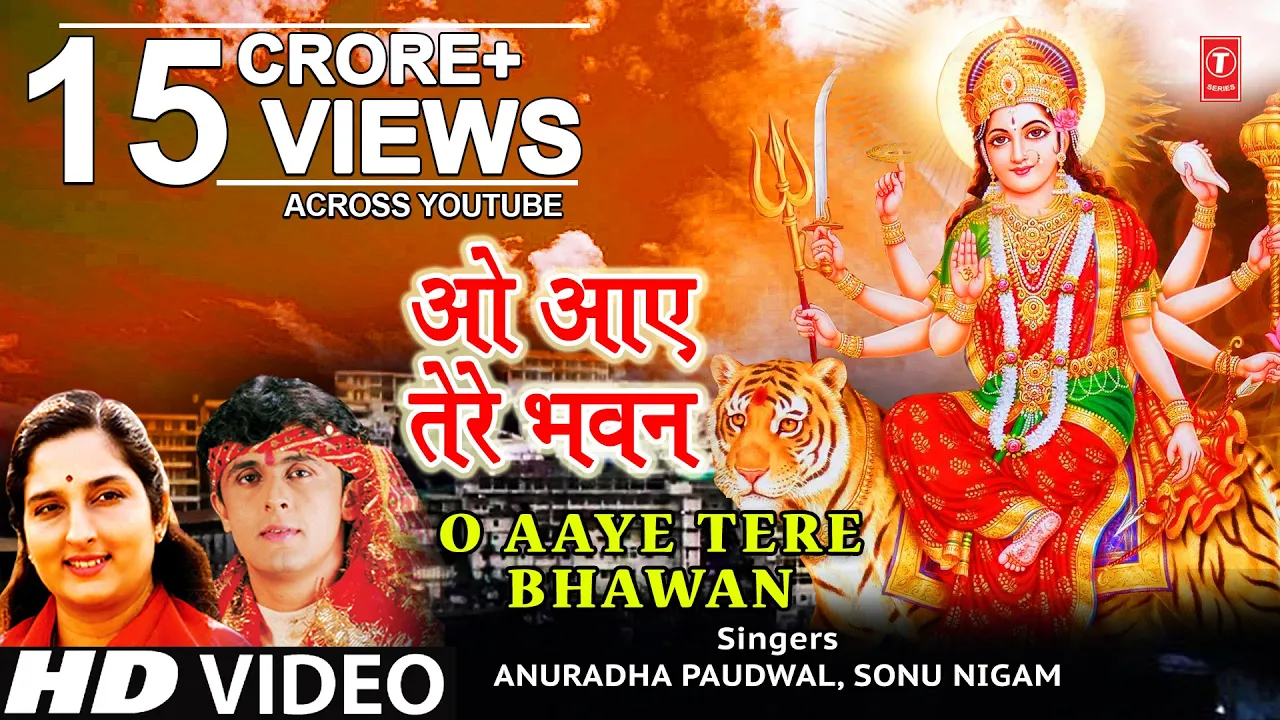 15 CRORE+
VIEWS
ACROSS YOUTUBE
T
SERIES
ओ आए
तेरे भवन
O AAYE TERE
BHAWAN
Singers
ANURADHA PAUDWAL, SONU NIGAM
HD VIDEO